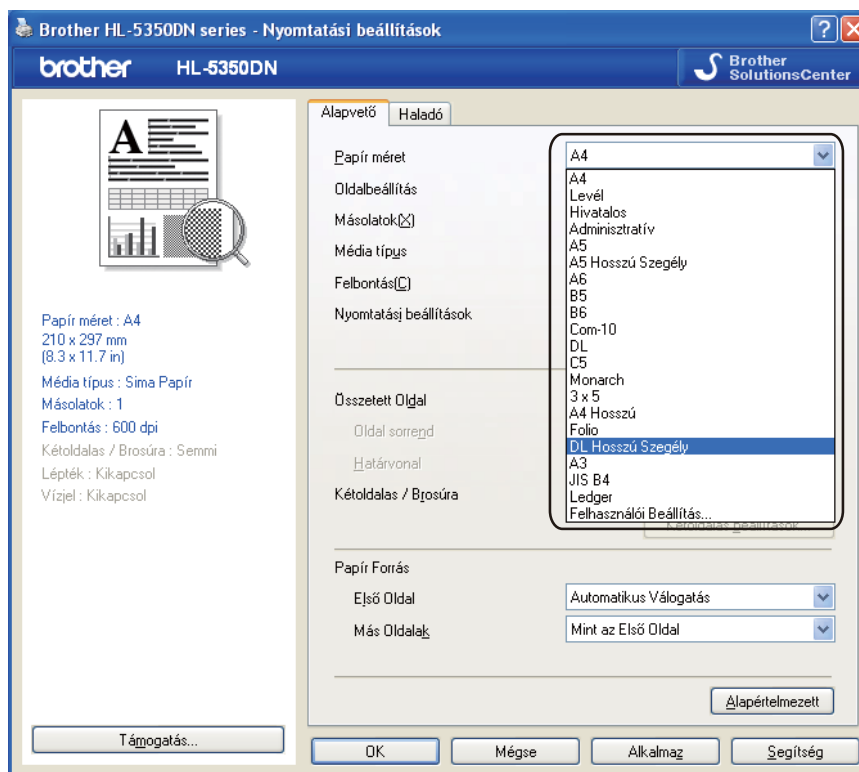 Brother HL-5350DN series - Nyomtatási beállítások
brother HL-5350DN
Brother
SolutionsCenter
A
Papír méret : A4
210 x 297 mm
(8.3 x 11.7 in)
Média típus : Sima Papír
Másolatok : 1
Felbontás : 600 dpi
Kétoldalas / Brosúra : Semmi
Lépték : Kikapcsol
Vízjel : Kikapcsol
Támogatás...
Alapvető Haladó
Papír méret A4
Oldalbeállítás
Másolatok(X)
Média típus
Felbontás(C)
Nyomtatási beállítások
A4
Levél
Hivatalos
Adminisztratív
A5
A5 Hosszú Szegély
A6
B5
B6
Com-10
DL
C5
Monarch
3 x 5
A4 Hosszú
Folio
DL Hosszú Szegély
A3
JIS B4
Ledger
Felhasználói Beállítás...
Összetett Oldal
Oldal sorrend
Határvonal
Kétoldalas / Brosúra
Papír Forrás
Első Oldal Automatikus Válogatás
Más Oldalak Mint az Első Oldal
Alapértelmezett
OK Mégse Alkalmaz Segítség